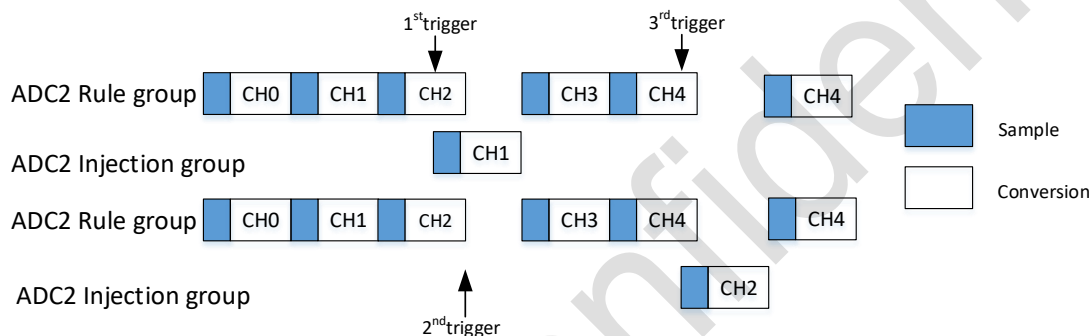 1st trigger 3rd trigger
ADC2 Rule group CH0 CH1 CH2 CH3 CH4 CH4
Sample
ADC2 Injection group CH1
Conversion
ADC2 Rule group CH0 CH1 CH2 CH3 CH4 CH4
ADC2 Injection group CH2
2nd trigger